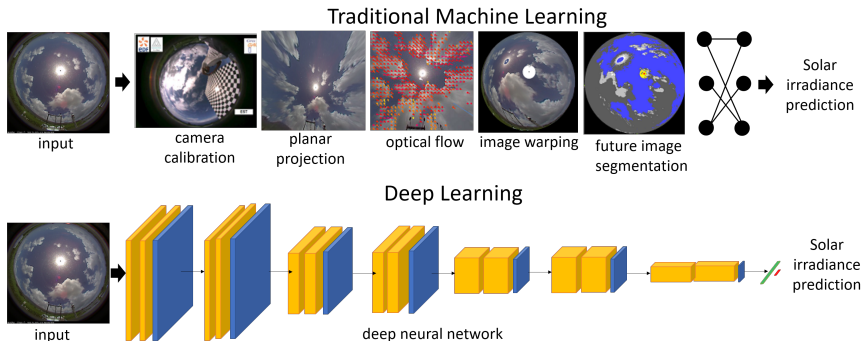 Traditional Machine Learning
input
camera
calibration
planar
projection
optical flow
image warping
future image
segmentation
Solar
irradiance
prediction
Deep Learning
input
deep neural network
Solar
irradiance
prediction